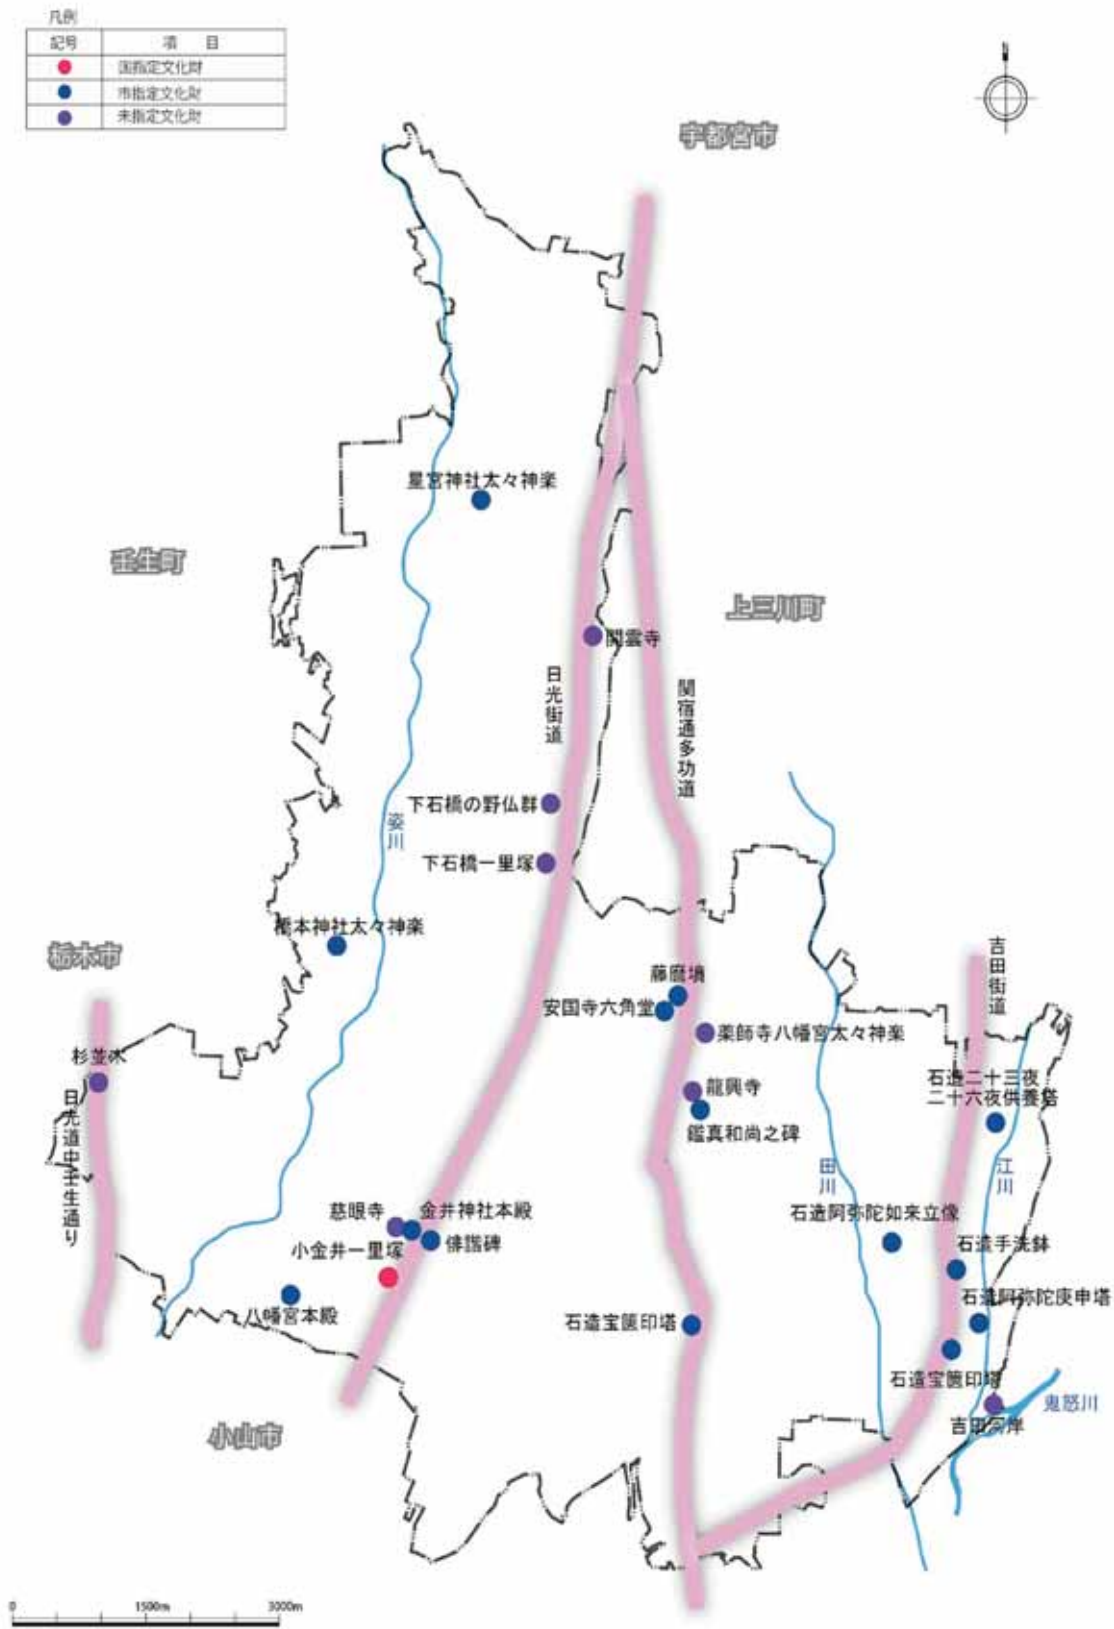 凡例
記号 項 目
国指定文化財
市指定文化財
未指定文化財
宇都宮市
星宮神社太々神楽
壬生町
上三川町
開雲寺
日光街道
関宿通多功道
下石橋の野仏群
姿川
下石橋一里塚
橋本神社太々神楽
栃木市
吉田街道
藤麿墳
安国寺六角堂
薬師寺八幡宮太々神楽
杉並木
石造二十三夜
二十六夜供養塔
龍興寺
鑑真和尚之碑
日光道中壬生通り
田川
江川
慈眼寺
金井神社本殿
俳諧碑
石造阿弥陀如来立像
小金井一里塚
石造手洗鉢
八幡宮本殿
石造阿弥陀庚申塔
石造宝篋印塔
石造宝篋印塔
鬼怒川
吉田河岸
小山市
0 1500m 3000m